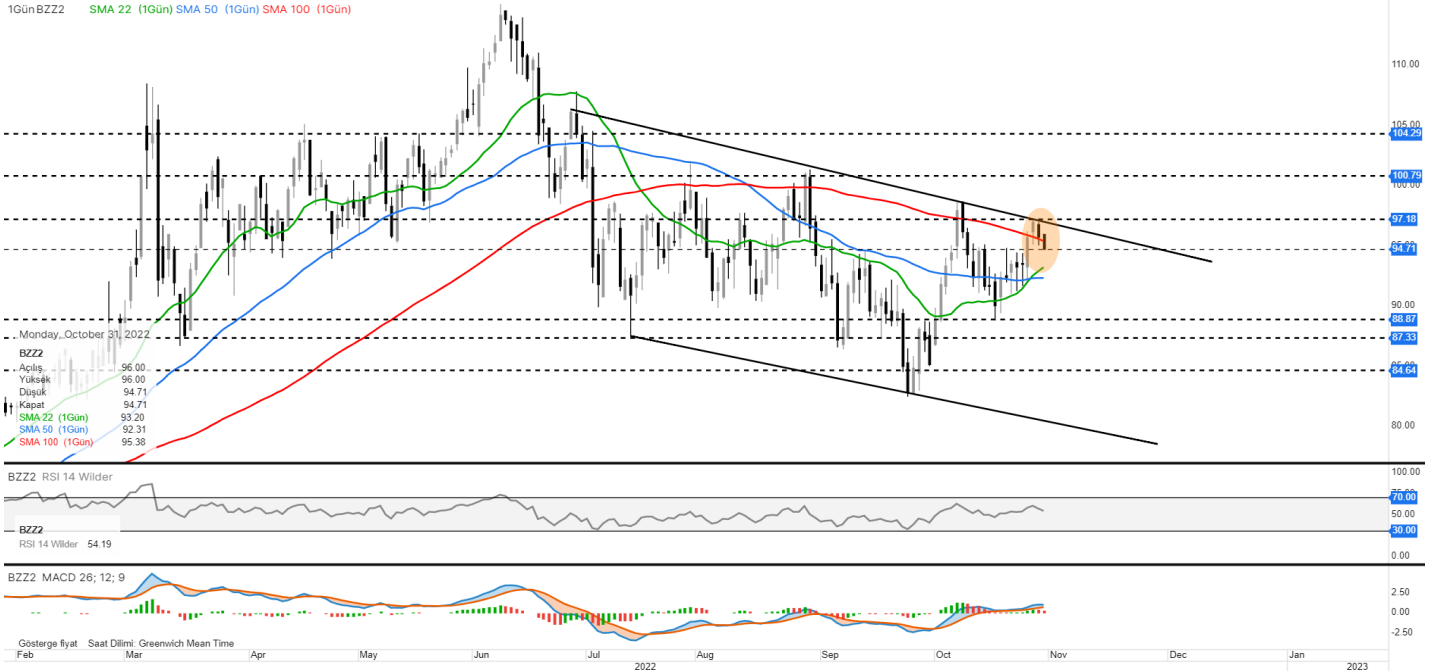 1Gün BZZ2 SMA 22 (1Gün) SMA 50 (1Gün) SMA 100 (1Gün)
110.00
105.00
104.29
100.79
100.00
97.18
94.71
90.00
88.87
87.33
84.64
80.00
Monday, October 31, 2022
BZZ2
Açılış 96.00
Yüksek 96.00
Düşük 94.71
Kapat 94.71
SMA 22 (1Gün) 93.20
SMA 50 (1Gün) 92.31
SMA 100 (1Gün) 95.38
BZZ2 RSI 14 Wilder
100.00
70.00
50.00
30.00
0.00
BZZ2
RSI 14 Wilder 54.19
BZZ2 MACD 26; 12; 9
2.50
0.00
-2.50
Gösterge fiyat Saat Dilimi: Greenwich Mean Time
Feb Mar Apr May Jun Jul Aug Sep Oct Nov Dec Jan
2022 2023